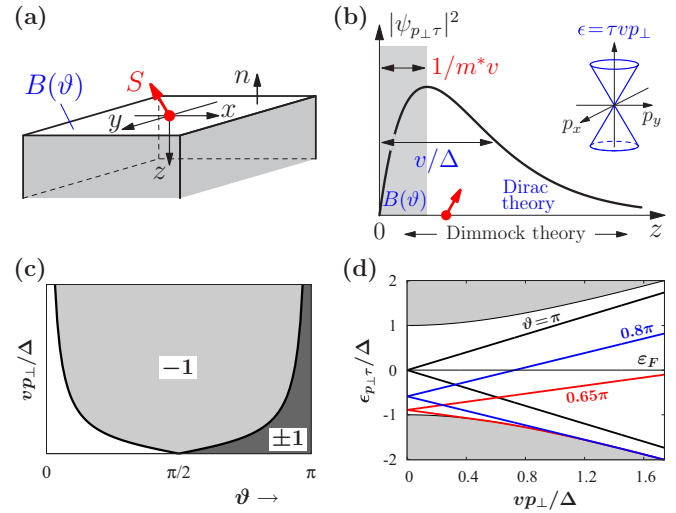 (a)
B(ϑ)
S
n
y
x
z
(b)
|ψ_{p⊥τ}|²
1/m*v
ϵ=τvp⊥
p_x
p_y
v/Δ
B(ϑ)
Dirac
theory
0
Dimmock theory
z
(c)
vp⊥/Δ
−1
±1
0
π/2
π
ϑ →
(d)
ϵ_{p⊥τ}/Δ
2
1
0
-1
-2
ϑ=π
0.8π
ε_F
0.65π
0
0.4
0.8
1.2
1.6
vp⊥/Δ